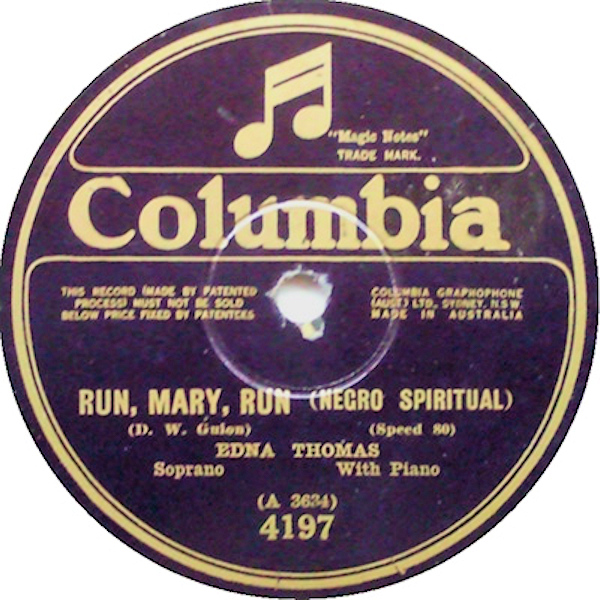 "Magic Notes"
TRADE MARK.
Columbia
THIS RECORD (MADE BY PATENTED
PROCESS) MUST NOT BE SOLD
BELOW PRICE FIXED BY PATENTEES
COLUMBIA GRAPHOPHONE
(AUST.) LTD. SYDNEY. N.S.W.
MADE IN AUSTRALIA
RUN, MARY, RUN (NEGRO SPIRITUAL)
(D. W. Guion) (Speed 80)
EDNA THOMAS
Soprano With Piano
(A 3634)
4197